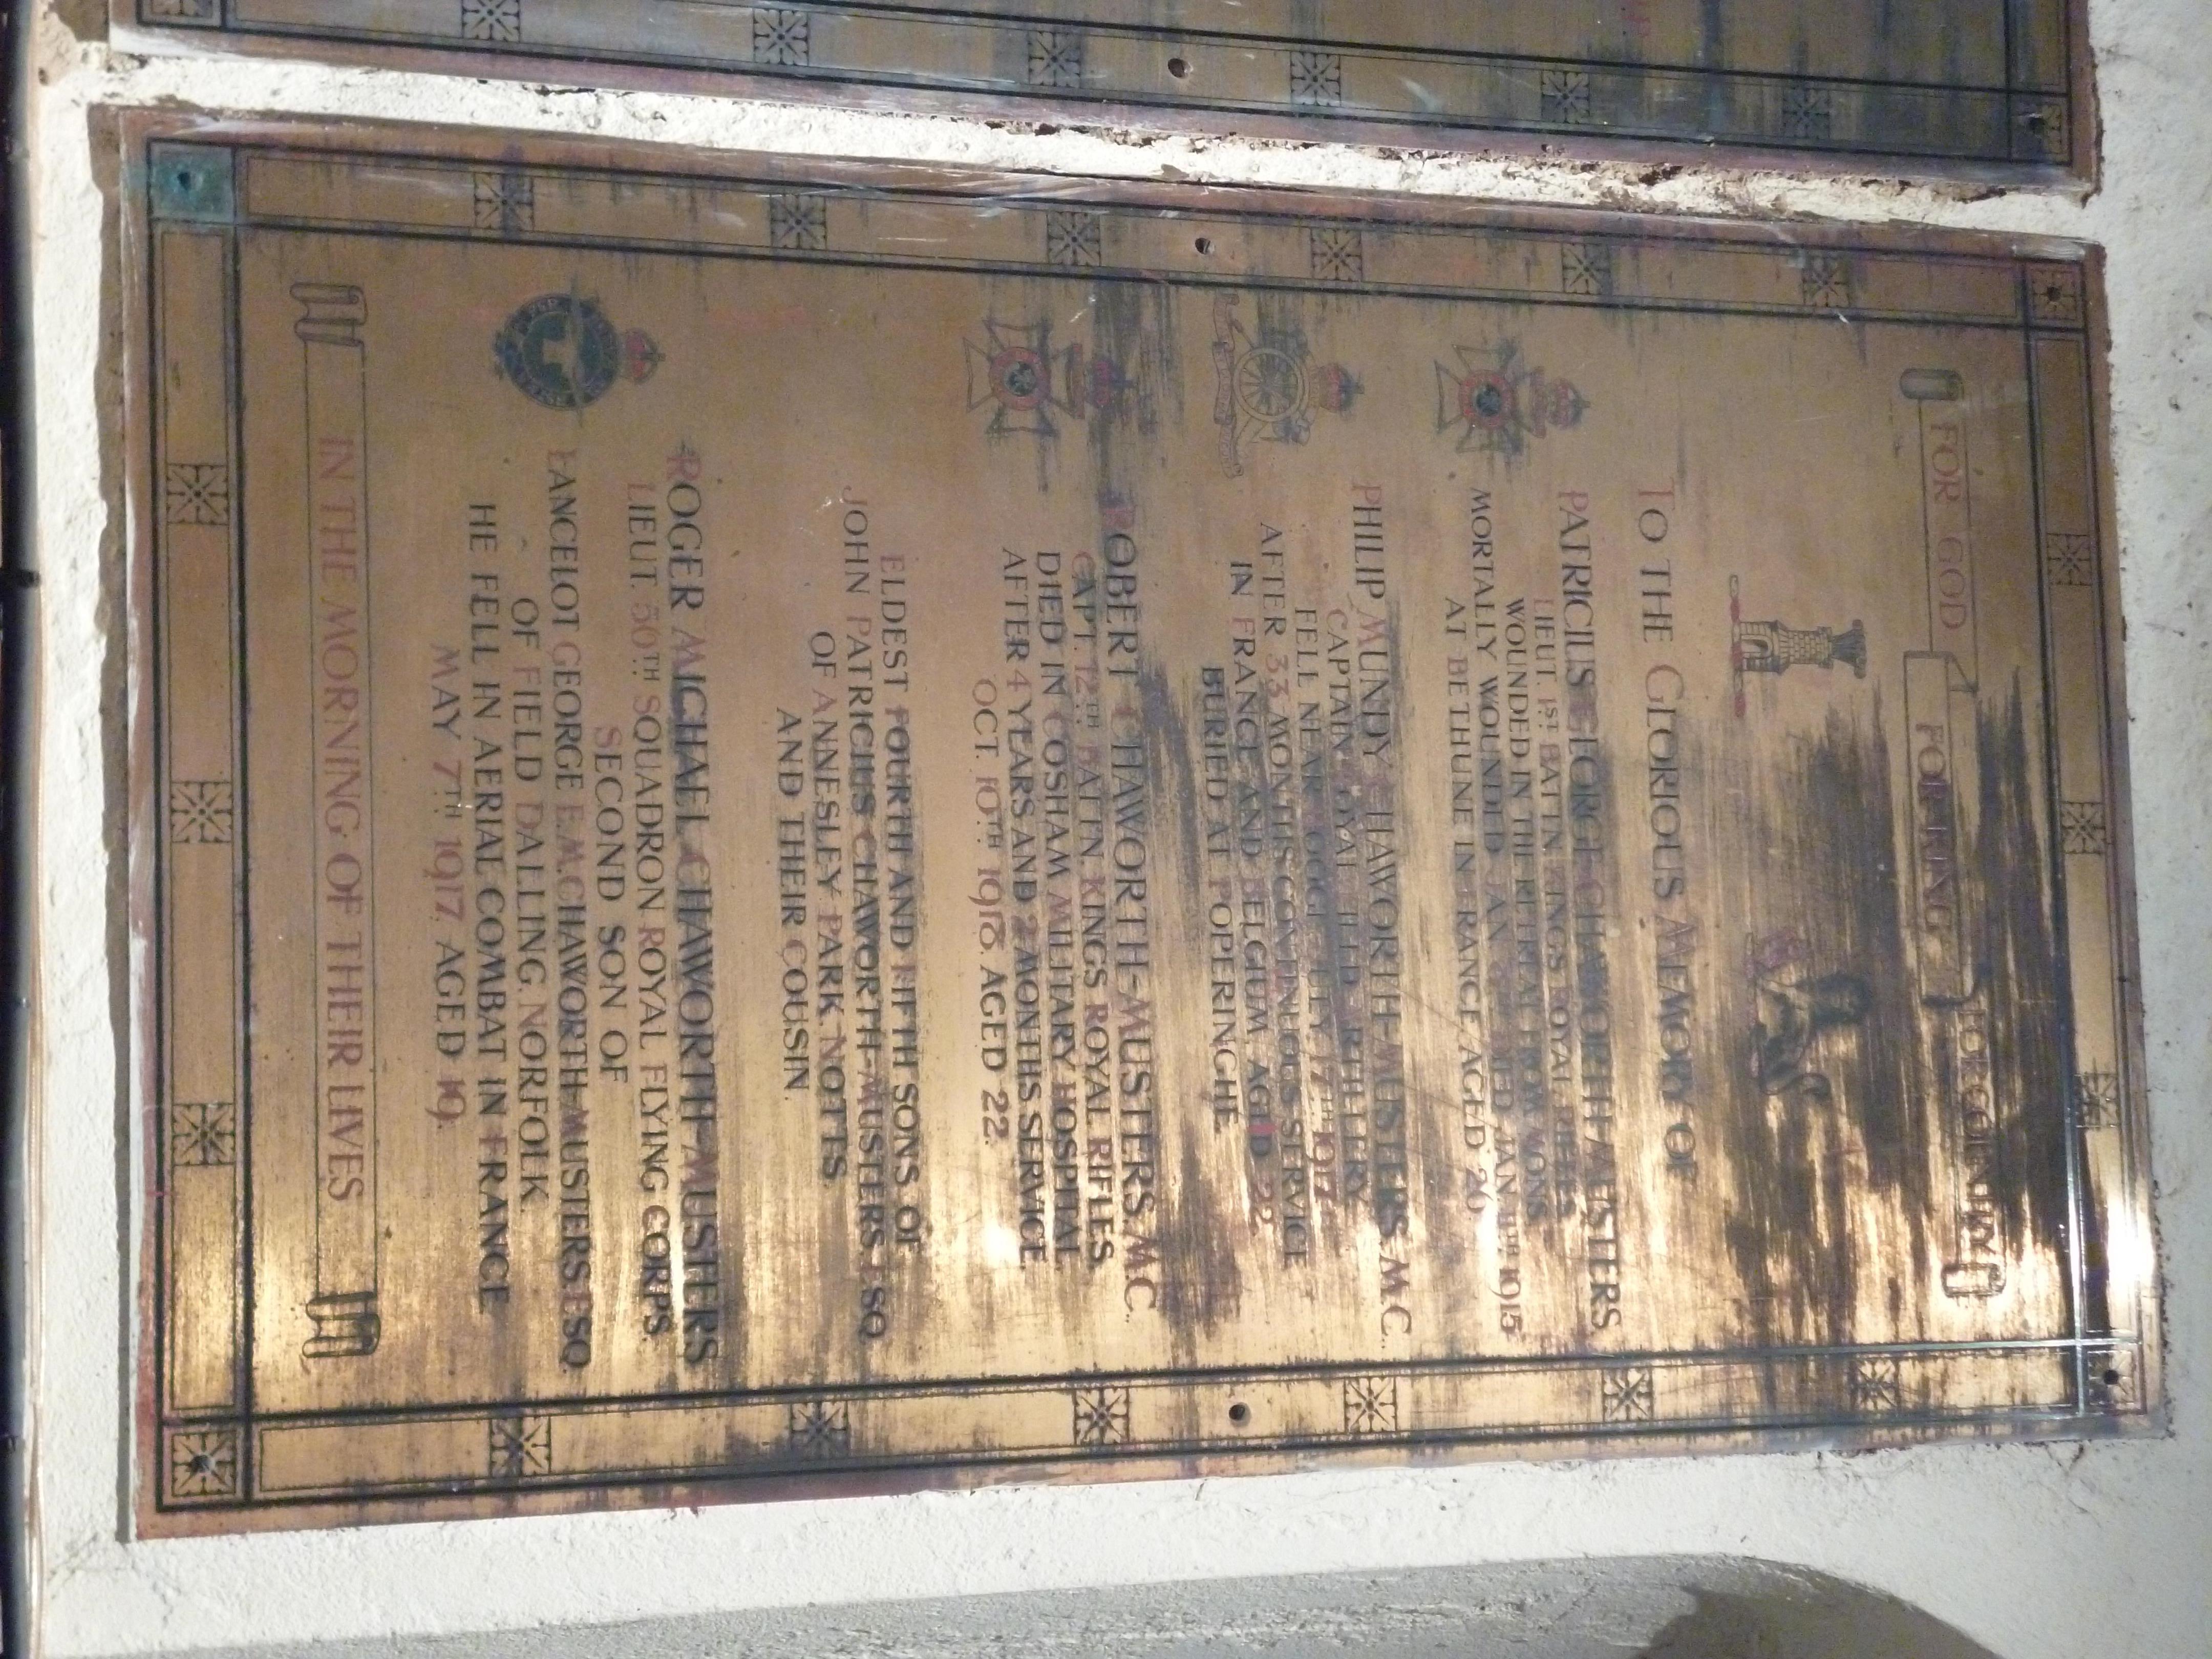 FOR GOD FOR KING FOR COUNTRY
TO THE GLORIOUS MEMORY OF
PATRICIUS GEORGE CHAWORTH-MUSTERS
LIEUT. 1ST BATTN. KINGS ROYAL RIFLES
WOUNDED IN THE RETREAT FROM MONS
MORTALLY WOUNDED JAN DIED JAN 1915
AT BETHUNE IN FRANCE AGED 26
PHILIP MUNDY CHAWORTH-MUSTERS. M.C.
CAPTAIN ROYAL FIELD ARTILLERY
FELL NEAR 17TH 1917
AFTER 33 MONTHS CONTINUOUS SERVICE
IN FRANCE AND BELGIUM. AGED 22
BURIED AT POPERINGHE.
ROBERT CHAWORTH-MUSTERS. M.C.
CAPT. 12TH BATTN. KINGS ROYAL RIFLES.
DIED IN COSHAM MILITARY HOSPITAL
AFTER 4 YEARS AND 2 MONTHS SERVICE
OCT. 10TH 1918. AGED 22.
ELDEST FOURTH AND FIFTH SONS OF
JOHN PATRICIUS CHAWORTH-MUSTERS ESQ
OF ANNESLEY PARK. NOTTS
AND THEIR COUSIN.
ROGER MICHAEL CHAWORTH-MUSTERS
LIEUT. 50TH SQUADRON ROYAL FLYING CORPS.
SECOND SON OF
LANCELOT GEORGE E.M. CHAWORTH-MUSTERS ESQ.
OF FIELD DALLING. NORFOLK.
HE FELL IN AERIAL COMBAT IN FRANCE
MAY 7TH 1917. AGED 19.
IN THE MORNING OF THEIR LIVES